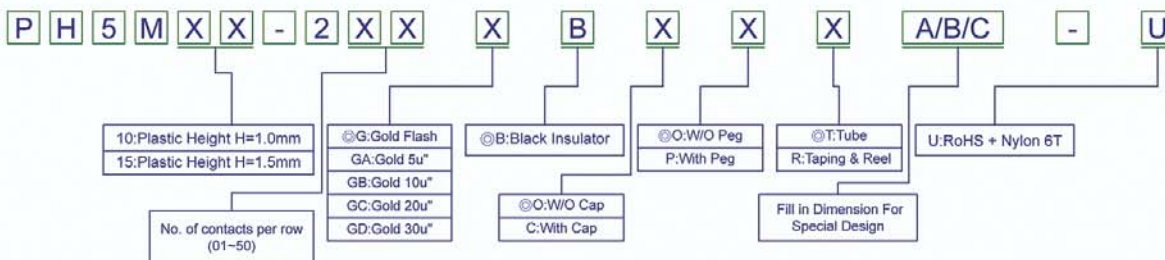 P H 5 M X X - 2 X X X B X X X A/B/C - U
10:Plastic Height H=1.0mm
15:Plastic Height H=1.5mm
No. of contacts per row
(01~50)
◎G:Gold Flash
GA:Gold 5u"
GB:Gold 10u"
GC:Gold 20u"
GD:Gold 30u"
◎B:Black Insulator
◎O:W/O Cap
C:With Cap
◎O:W/O Peg
P:With Peg
◎T:Tube
R:Taping & Reel
Fill in Dimension For
Special Design
U:RoHS + Nylon 6T